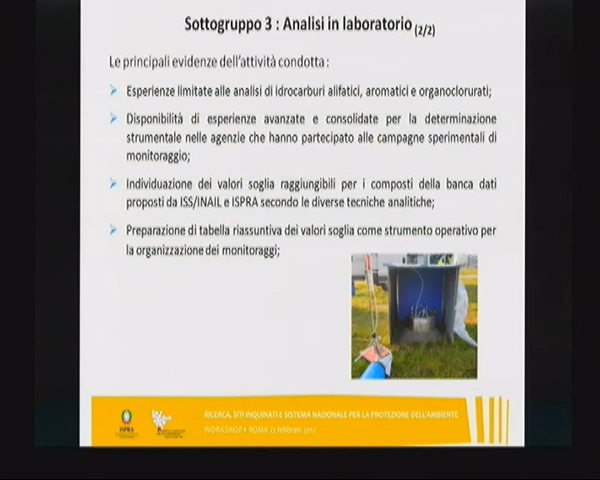 Sottogruppo 3 : Analisi in laboratorio (2/2)
Le principali evidenze dell'attività condotta :
Esperienze limitate alle analisi di idrocarburi alifatici, aromatici e organoclorurati;
Disponibilità di esperienze avanzate e consolidate per la determinazione
strumentale nelle agenzie che hanno partecipato alle campagne sperimentali di
monitoraggio;
Individuazione dei valori soglia raggiungibili per i composti della banca dati
proposti da ISS/INAIL e ISPRA secondo le diverse tecniche analitiche;
Preparazione di tabella riassuntiva dei valori soglia come strumento operativo per
la organizzazione dei monitoraggi;
RICERCA, SITI INQUINATI E SISTEMA NAZIONALE PER LA PROTEZIONE DELL'AMBIENTE
WORKSHOP • ROMA 13 febbraio 2017
ISPRA